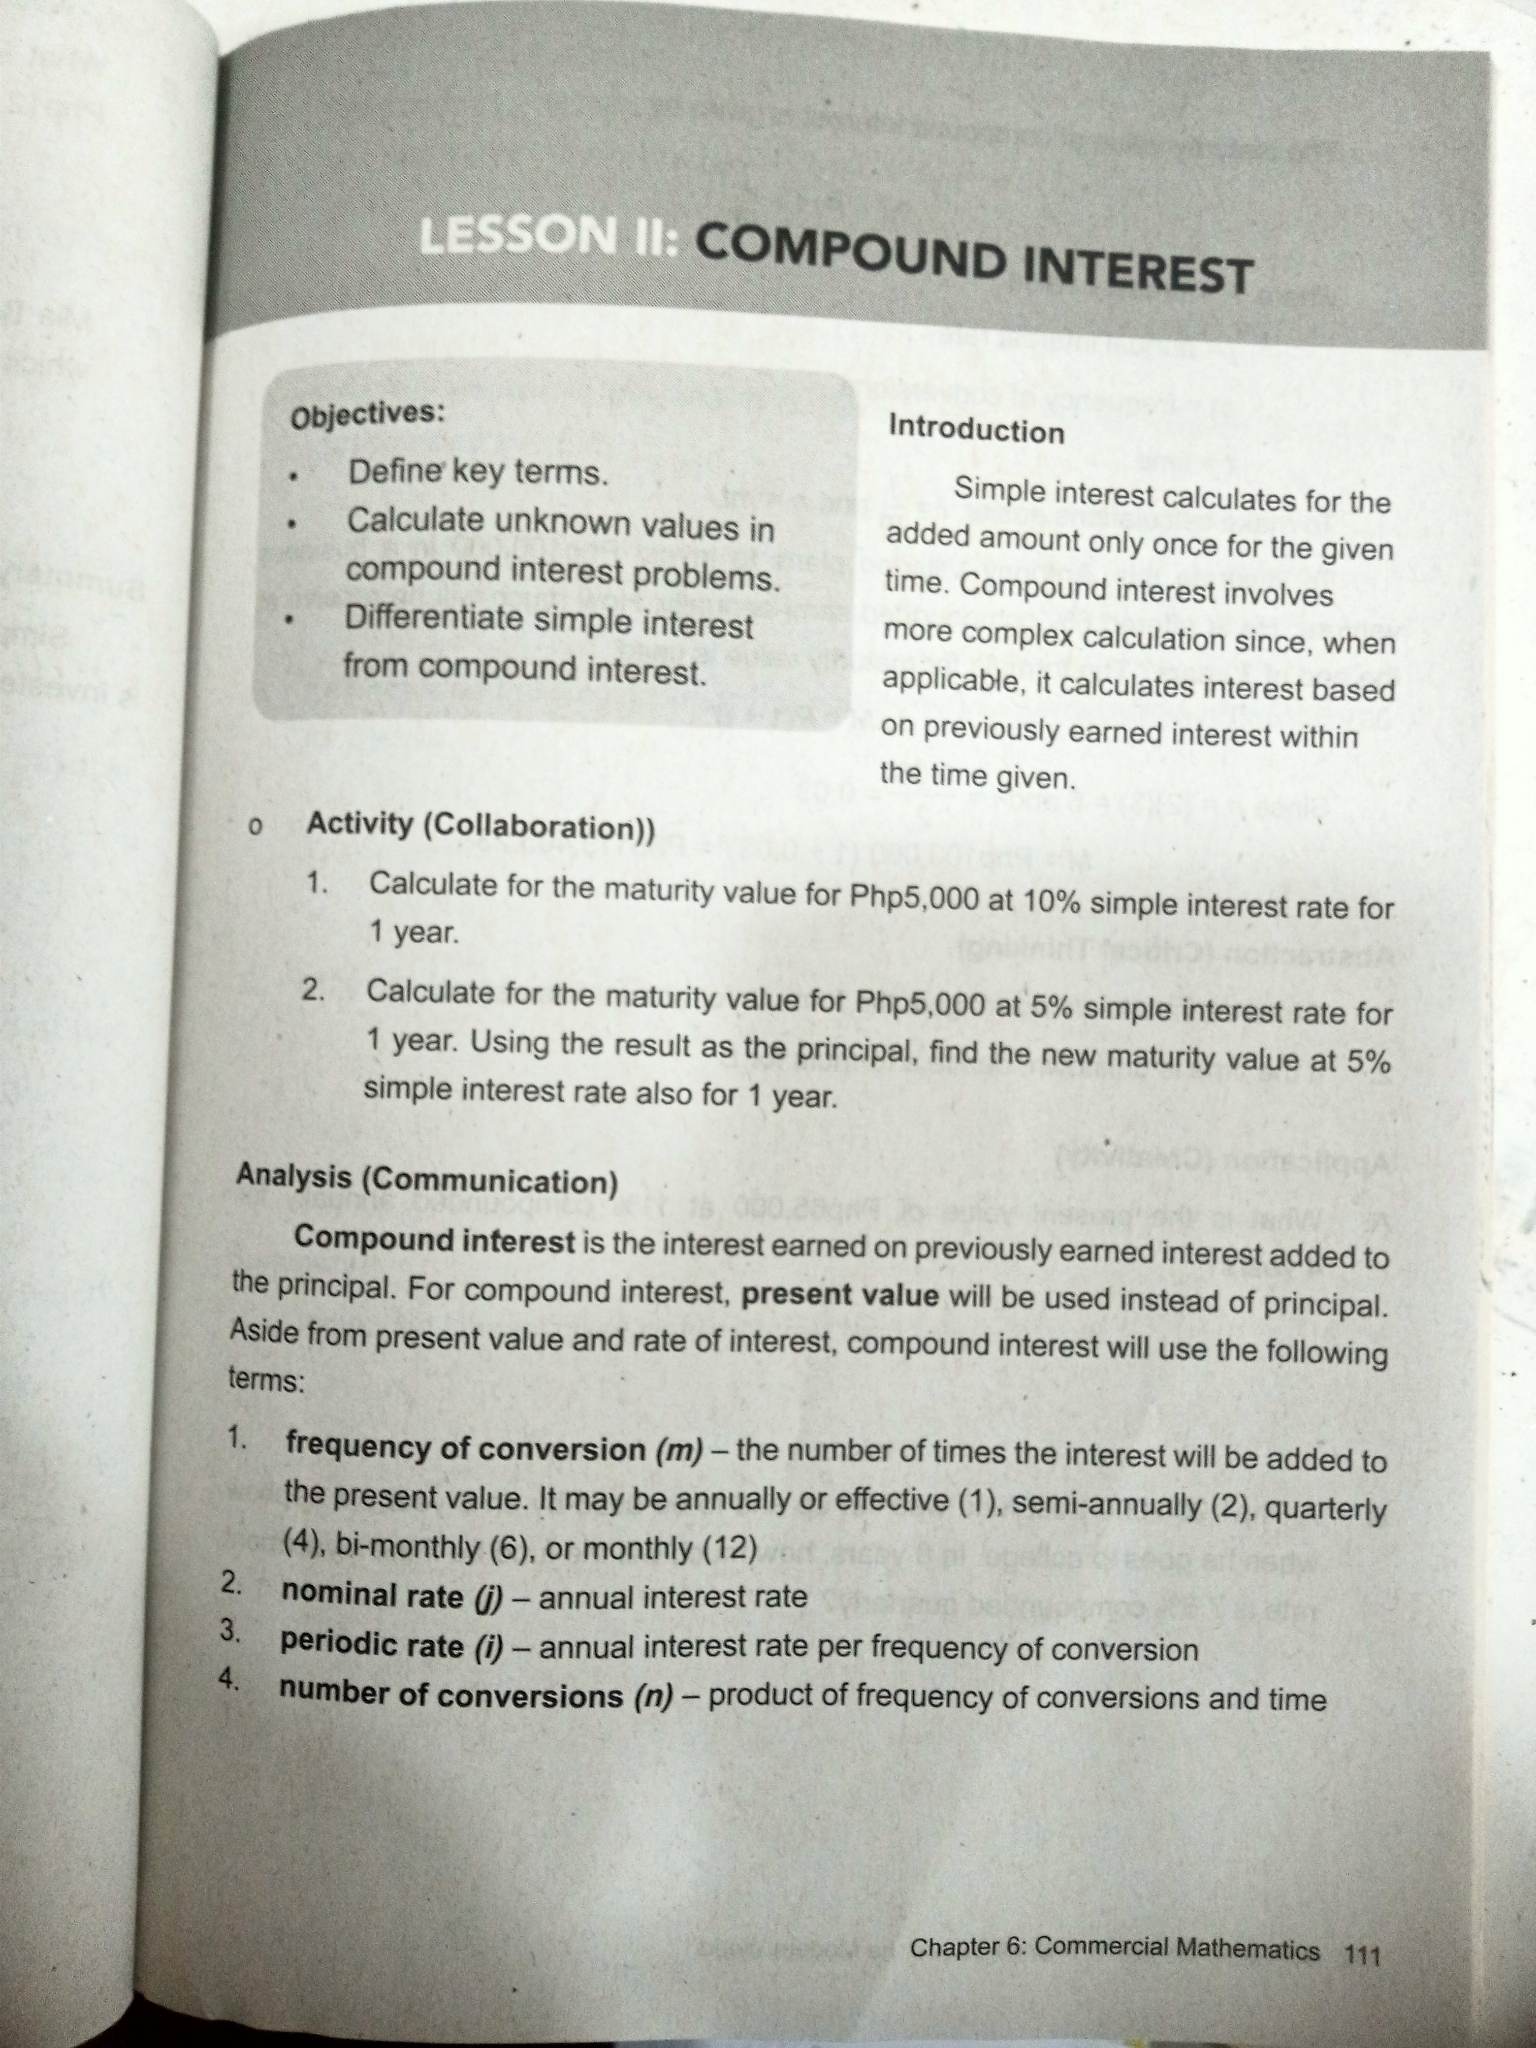 LESSON II: COMPOUND INTEREST
Objectives:
• Define key terms.
• Calculate unknown values in
compound interest problems.
• Differentiate simple interest
from compound interest.
Introduction
Simple interest calculates for the
added amount only once for the given
time. Compound interest involves
more complex calculation since, when
applicable, it calculates interest based
on previously earned interest within
the time given.
o Activity (Collaboration))
1. Calculate for the maturity value for Php5,000 at 10% simple interest rate for
1 year.
2. Calculate for the maturity value for Php5,000 at 5% simple interest rate for
1 year. Using the result as the principal, find the new maturity value at 5%
simple interest rate also for 1 year.
Analysis (Communication)
Compound interest is the interest earned on previously earned interest added to
the principal. For compound interest, present value will be used instead of principal.
Aside from present value and rate of interest, compound interest will use the following
terms:
1. frequency of conversion (m) – the number of times the interest will be added to
the present value. It may be annually or effective (1), semi-annually (2), quarterly
(4), bi-monthly (6), or monthly (12)
2. nominal rate (j) – annual interest rate
3. periodic rate (i) – annual interest rate per frequency of conversion
4. number of conversions (n) – product of frequency of conversions and time
Chapter 6: Commercial Mathematics 111